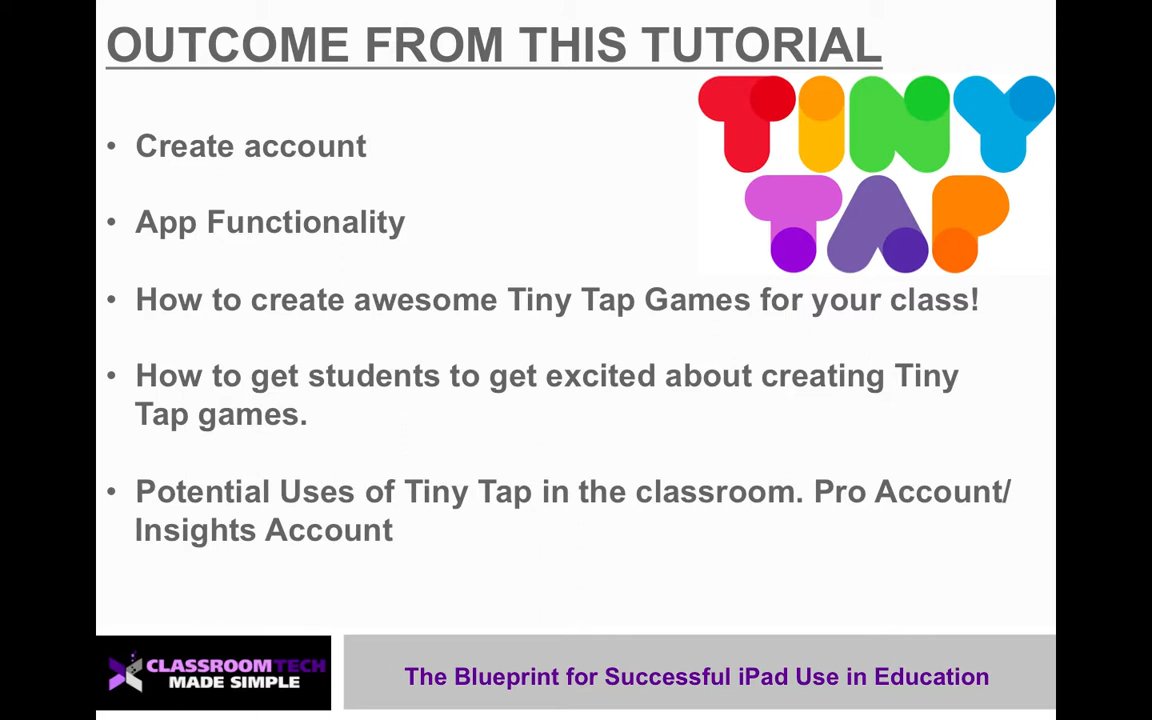 OUTCOME FROM THIS TUTORIAL
TINY
TAP
• Create account
• App Functionality
• How to create awesome Tiny Tap Games for your class!
• How to get students to get excited about creating Tiny
Tap games.
• Potential Uses of Tiny Tap in the classroom. Pro Account/
Insights Account
CLASSROOMTECH
MADE SIMPLE
The Blueprint for Successful iPad Use in Education